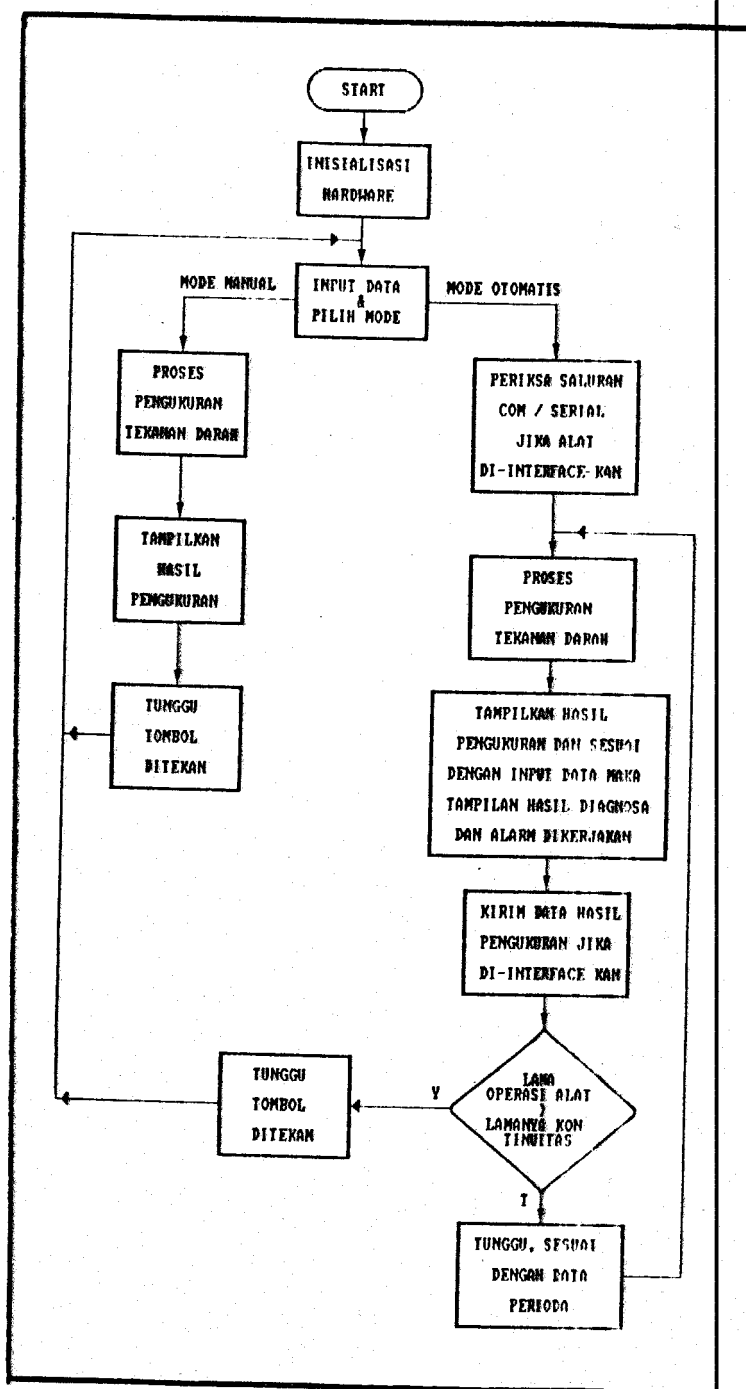 START
INISIALISASI
HARDWARE
MODE MANUAL
INPUT DATA
&
PILIH MODE
MODE OTOMATIS
PROSES
PENGUKURAN
TEKANAN DARAH
TAMPILKAN
HASIL
PENGUKURAN
TUNGGU
TOMBOL
DITEKAN
PERIKSA SALURAN
COM / SERIAL
JIKA ALAT
DI-INTERFACE-KAN
PROSES
PENGUKURAN
TEKANAN DARAH
TAMPILKAN HASIL
PENGUKURAN DAN SESUAI
DENGAN INPUT DATA MAKA
TAMPILAN HASIL DIAGNOSA
DAN ALARM DIKERJAKAN
KIRIM DATA HASIL
PENGUKURAN JIKA
DI-INTERFACE KAN
LAMA
OPERASI ALAT
>
LAMANYA KON
TINUITAS
Y
TUNGGU
TOMBOL
DITEKAN
T
TUNGGU, SESUAI
DENGAN DATA
PERIODA